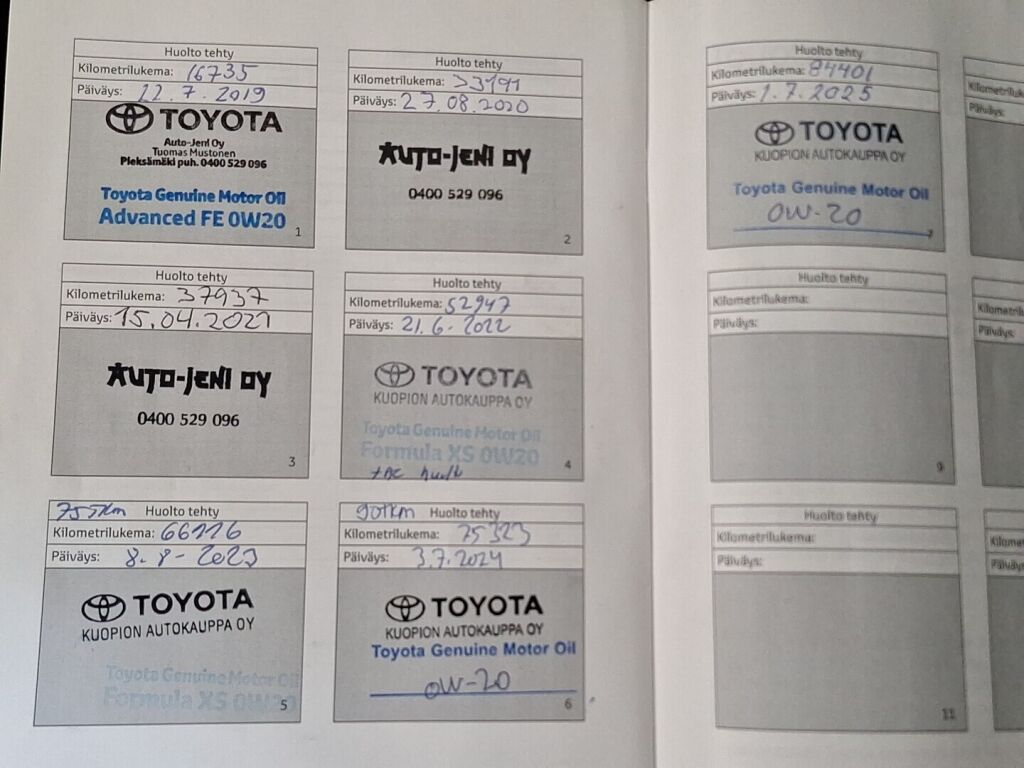 Huolto tehty
Kilometrilukema: 16735
Päiväys: 12.7.2019
TOYOTA
Auto-Jeni Oy
Tuomas Mustonen
Pieksämäki puh. 0400 529 096
Toyota Genuine Motor Oil
Advanced FE 0W20
1
Huolto tehty
Kilometrilukema: 33191
Päiväys: 27.08.2020
AUTO-JENI OY
0400 529 096
2
Huolto tehty
Kilometrilukema: 37937
Päiväys: 15.04.2021
AUTO-JENI OY
0400 529 096
3
Huolto tehty
Kilometrilukema: 52947
Päiväys: 21.6.2022
TOYOTA
KUOPION AUTOKAUPPA OY
Toyota Genuine Motor Oil
Formula XS 0W20
4
Huolto tehty
Kilometrilukema: 66116
Päiväys: 8.8-2023
TOYOTA
KUOPION AUTOKAUPPA OY
Toyota Genuine Motor Oil
Formula XS 0W20
5
90tkm Huolto tehty
Kilometrilukema: 75323
Päiväys: 3.7.2024
TOYOTA
KUOPION AUTOKAUPPA OY
Toyota Genuine Motor Oil
0W-20
6
Huolto tehty
Kilometrilukema: 84401
Päiväys: 1.7.2025
TOYOTA
KUOPION AUTOKAUPPA OY
Toyota Genuine Motor Oil
0W-20
7
Huolto tehty
Kilometrilukema:
Päiväys:
9
Huolto tehty
Kilometrilukema:
Päiväys:
11
Päiväys:
Päiväys: